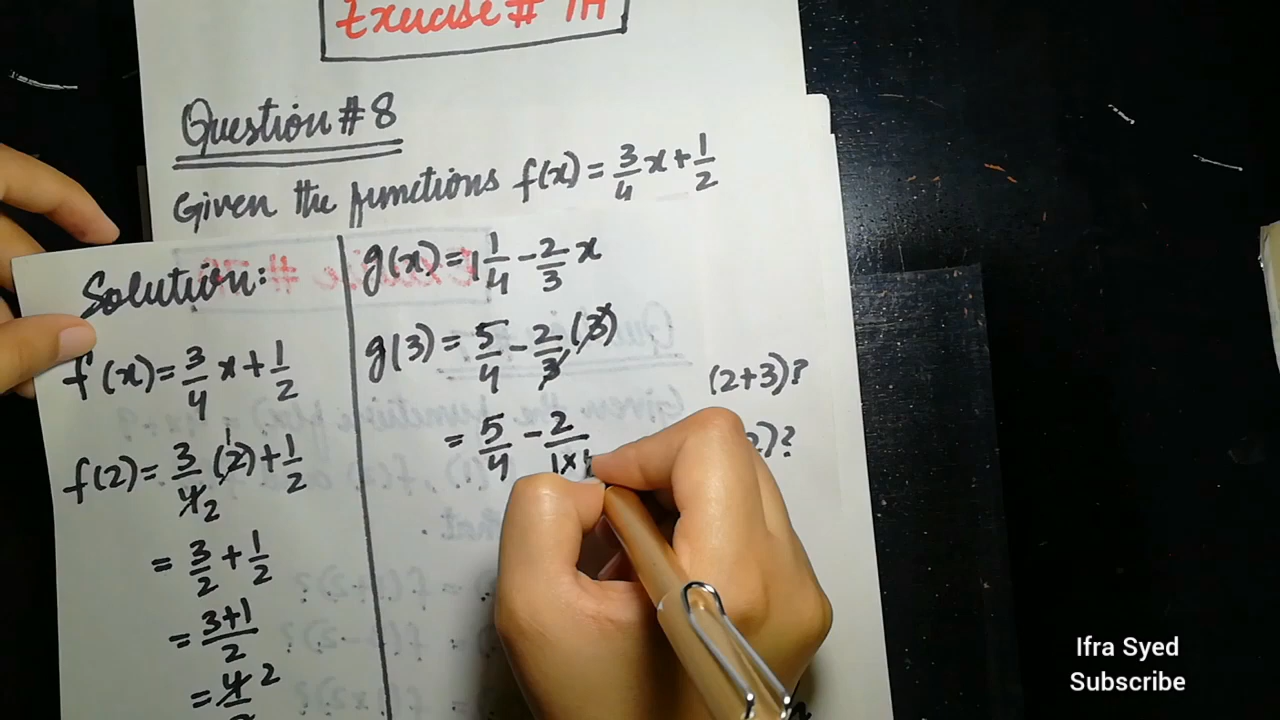 Exercise # 7A
Question # 8
Given the functions f(x) = 3/4 x + 1/2
Solution:
f(x) = 3/4 x + 1/2
f(2) = 3/4 2 (2) 1 + 1/2
= 3/2 + 1/2
= 3+1/2
= 4 2
g(x) = 1 1/4 - 2/3 x
g(3) = 5/4 - 2/3 (3)
= 5/4 - 2/1×
(2+3)?
2)?
Ifra Syed
Subscribe